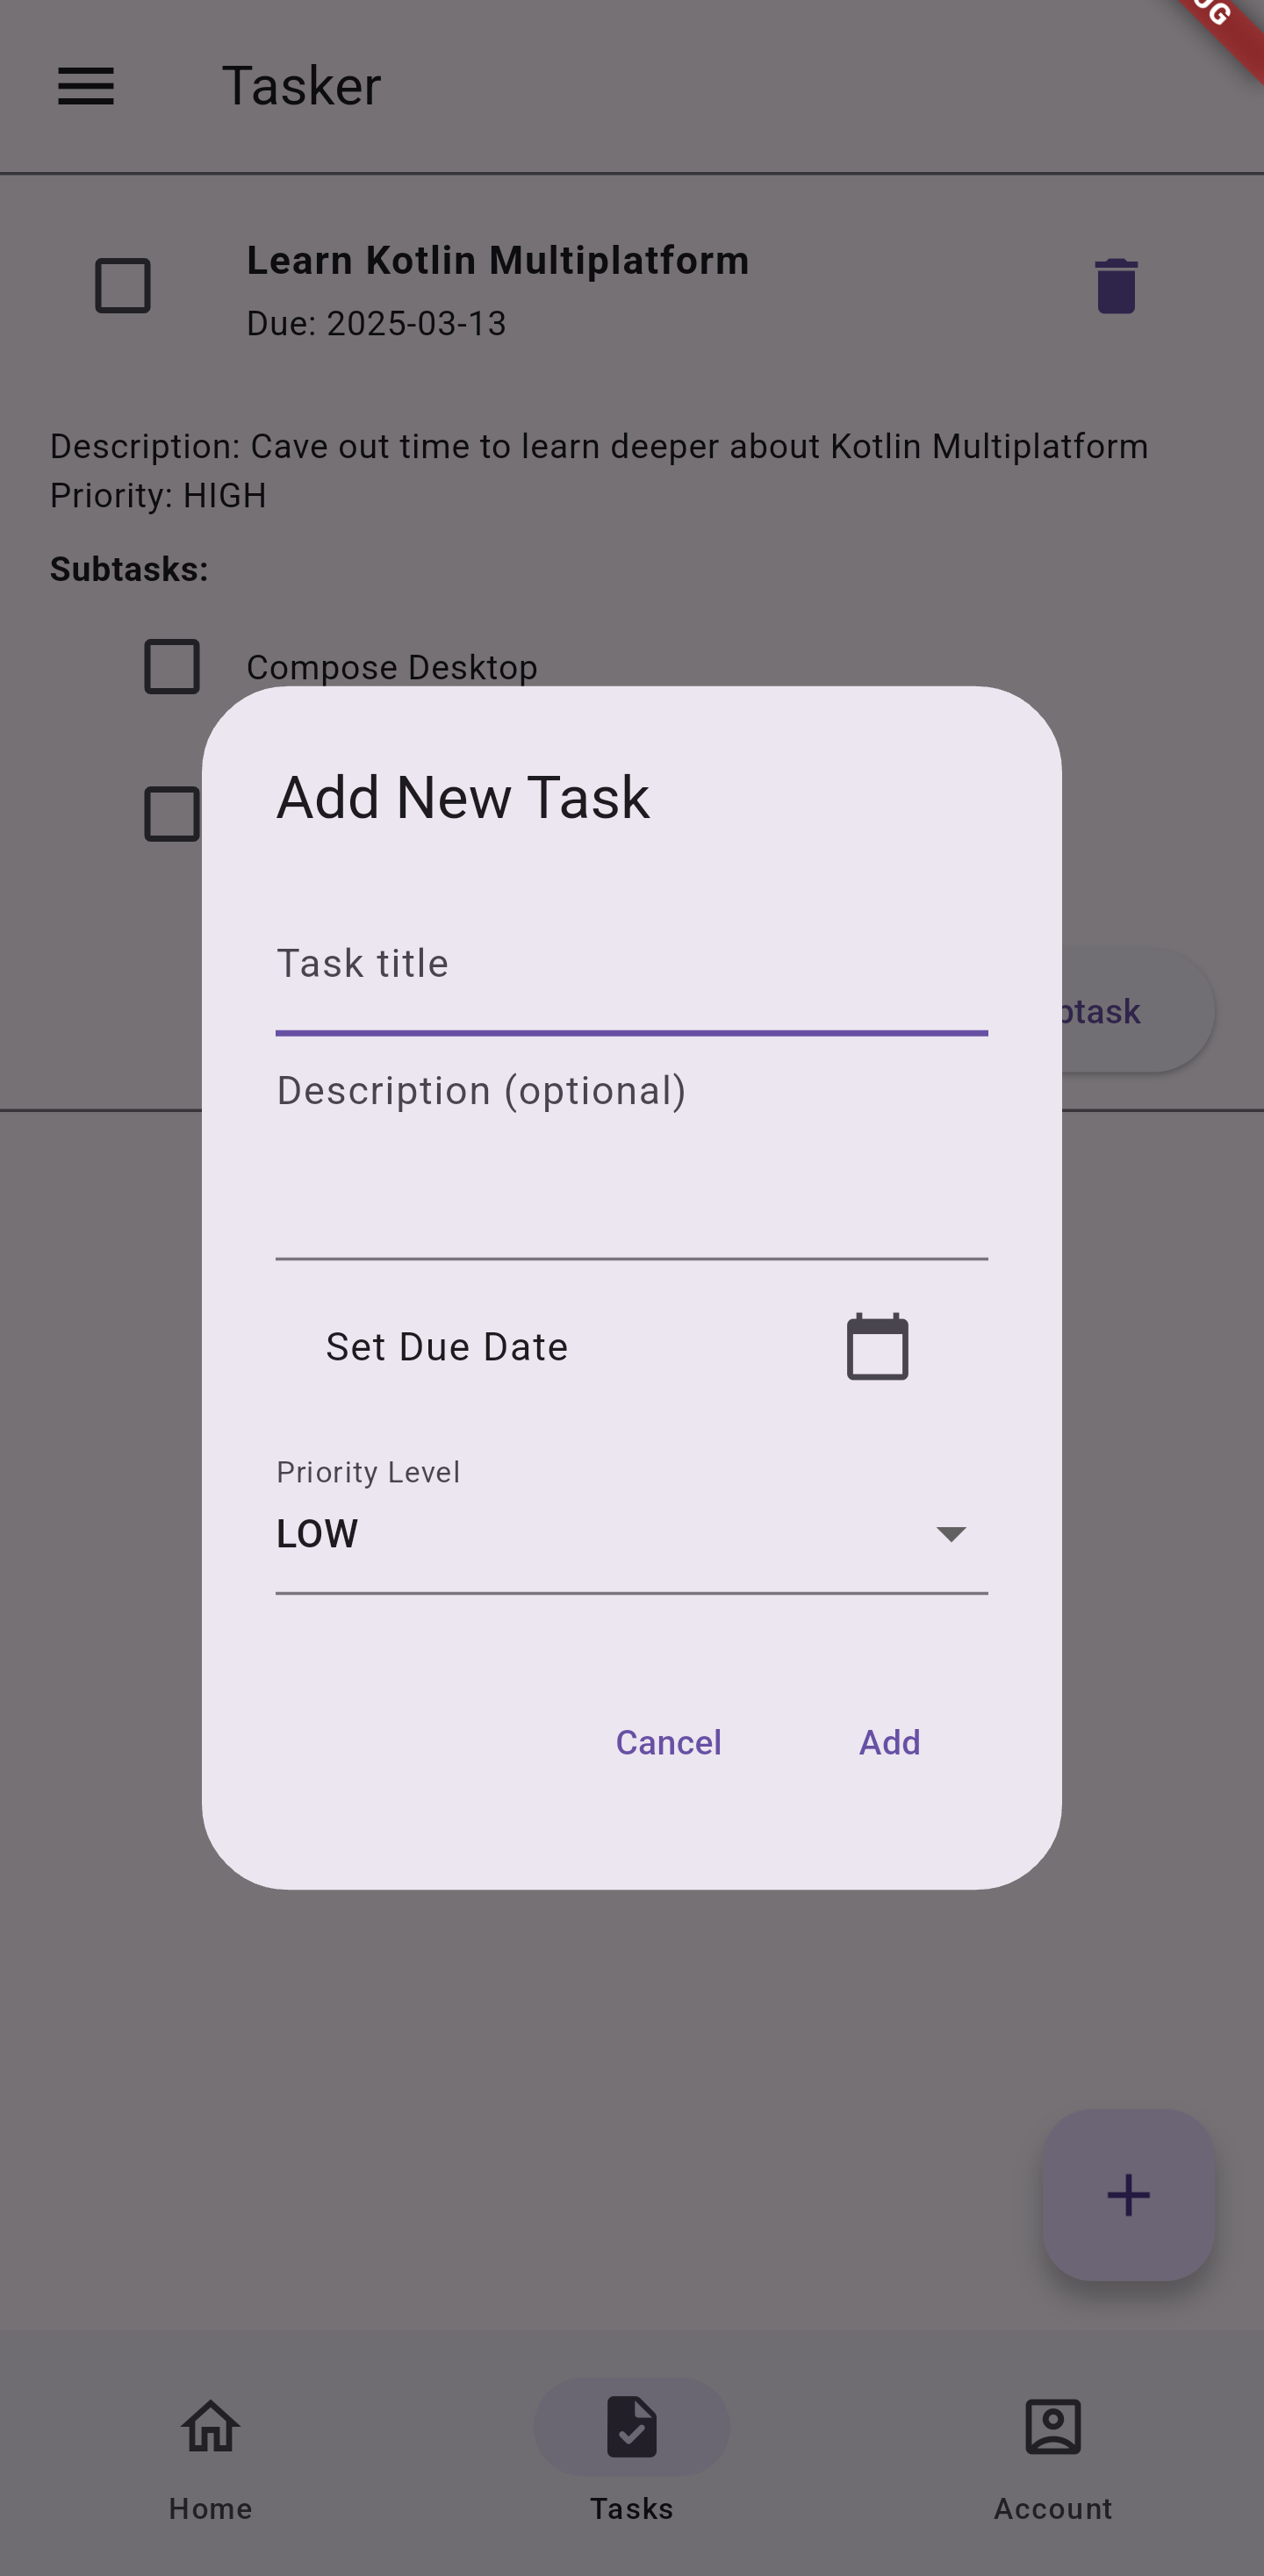 Tasker
Learn Kotlin Multiplatform
Due: 2025-03-13
Description: Cave out time to learn deeper about Kotlin Multiplatform
Priority: HIGH
Subtasks:
Compose Desktop
Add New Task
Task title
Description (optional)
Set Due Date
Priority Level
LOW
Cancel
Add
Home
Tasks
Account